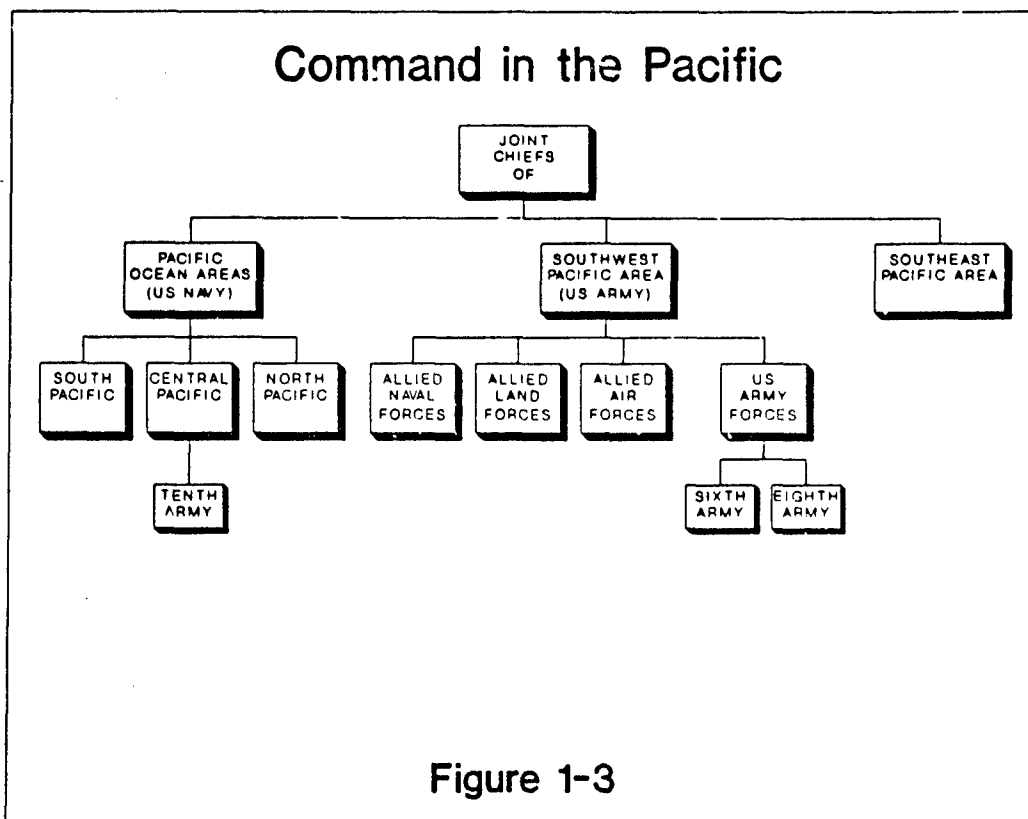 Command in the Pacific
JOINT
CHIEFS
OF
PACIFIC
OCEAN AREAS
(US NAVY)
SOUTHWEST
PACIFIC AREA
(US ARMY)
SOUTHEAST
PACIFIC AREA
SOUTH
PACIFIC
CENTRAL
PACIFIC
NORTH
PACIFIC
ALLIED
NAVAL
FORCES
ALLIED
LAND
FORCES
ALLIED
AIR
FORCES
US
ARMY
FORCES
TENTH
ARMY
SIXTH
ARMY
EIGHTH
ARMY
Figure 1-3